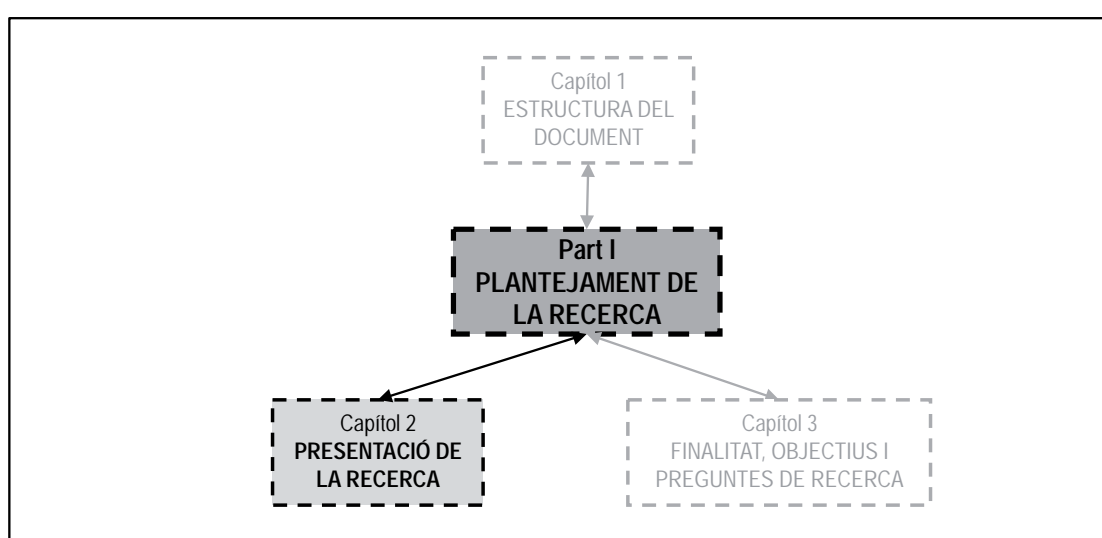 Capítol 1
ESTRUCTURA DEL
DOCUMENT
Part I
PLANTEJAMENT DE
LA RECERCA
Capítol 2
PRESENTACIÓ DE
LA RECERCA
Capítol 3
FINALITAT, OBJECTIUS I
PREGUNTES DE RECERCA